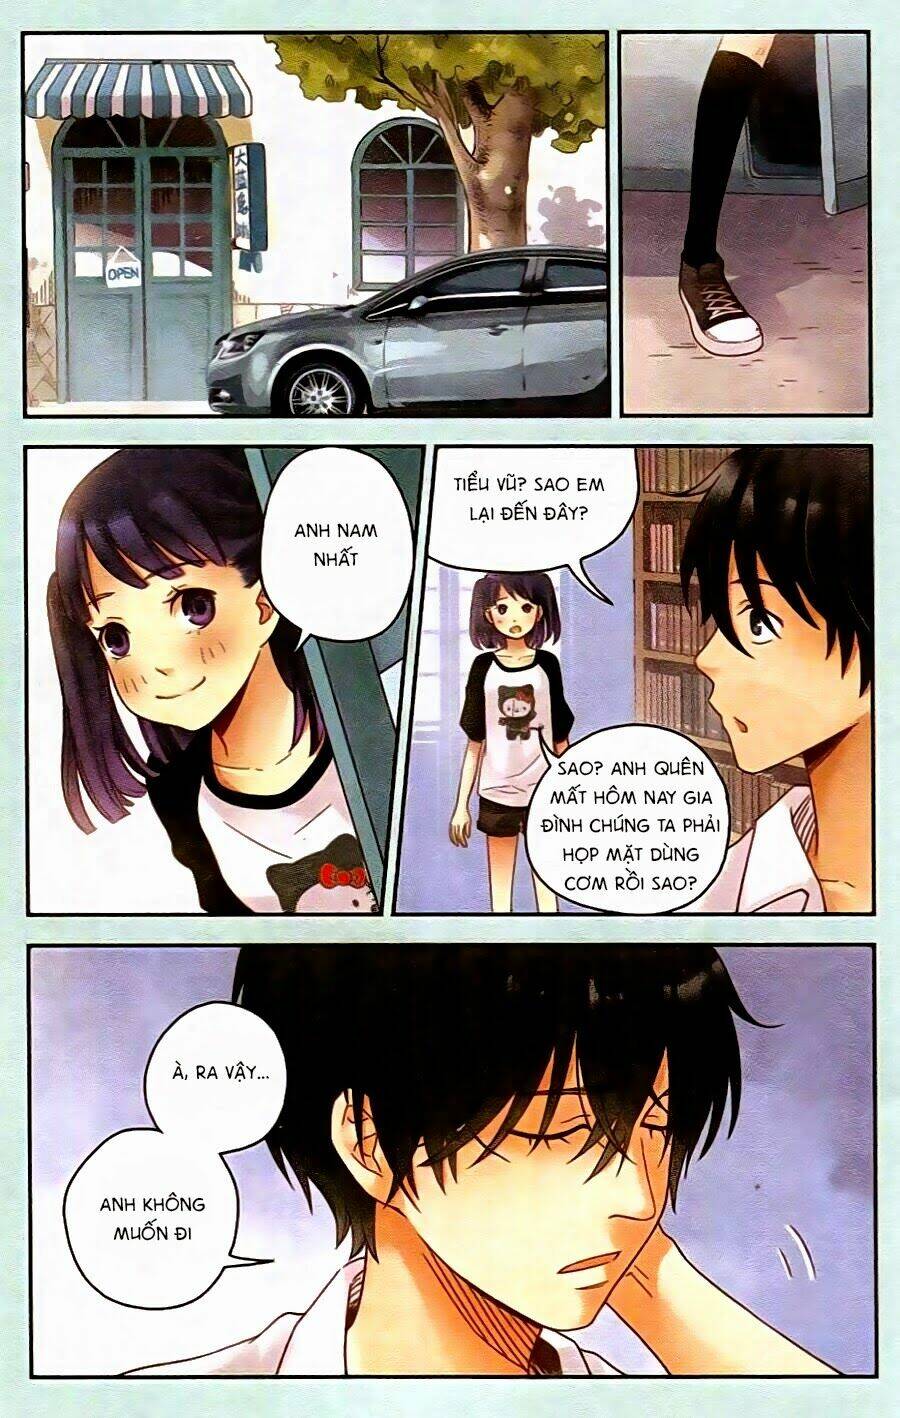 OPEN
ANH NAM
NHẤT
TIỂU VŨ? SAO EM
LẠI ĐẾN ĐÂY?
SAO? ANH QUÊN
MẤT HÔM NAY GIA
ĐÌNH CHÚNG TA PHẢI
HỌP MẶT DÙNG
CƠM RỒI SAO?
À, RA VẬY...
ANH KHÔNG
MUỐN ĐI